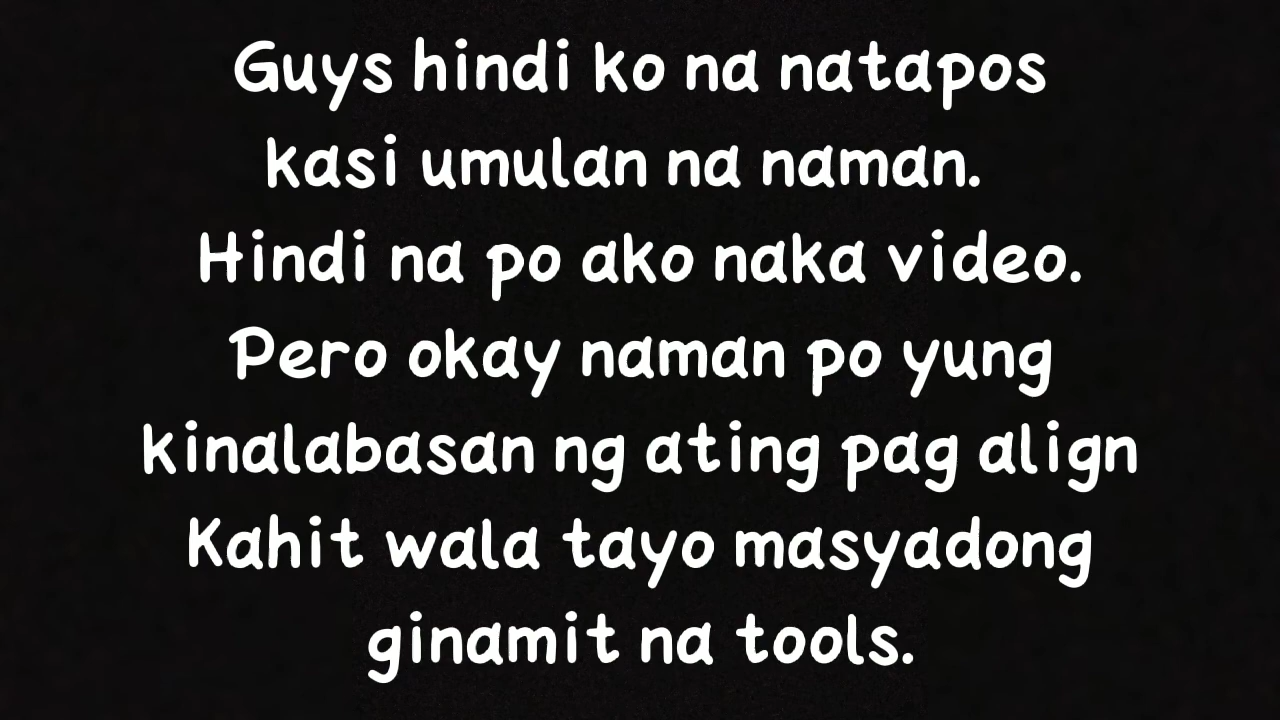 Guys hindi ko na natapos
kasi umulan na naman.
Hindi na po ako naka video.
Pero okay naman po yung
kinalabasan ng ating pag align
Kahit wala tayo masyadong
ginamit na tools.